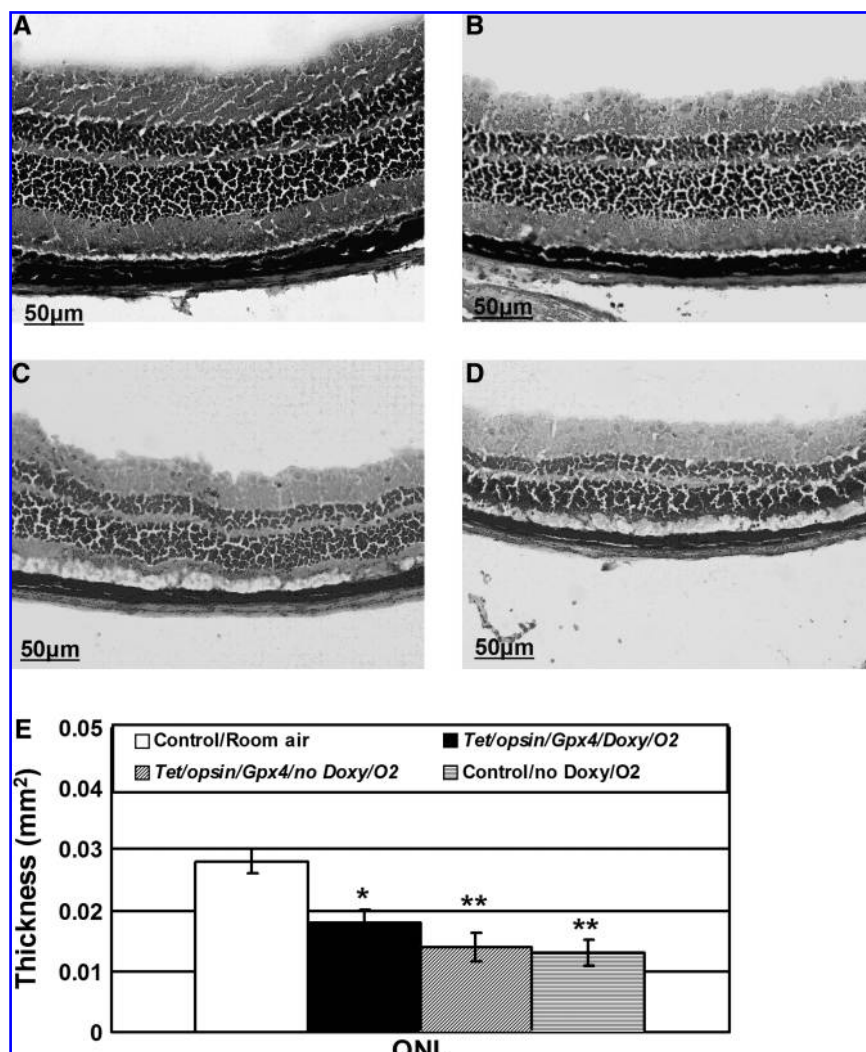 A
B
50µm
50µm
C
D
50µm
50µm
E
0.05
0.04
0.03
0.02
0.01
0
Thickness (mm²)
Control/Room air
Tet/opsin/Gpx4/Doxy/O2
Tet/opsin/Gpx4/no Doxy/O2
Control/no Doxy/O2
*
**
**
ONL